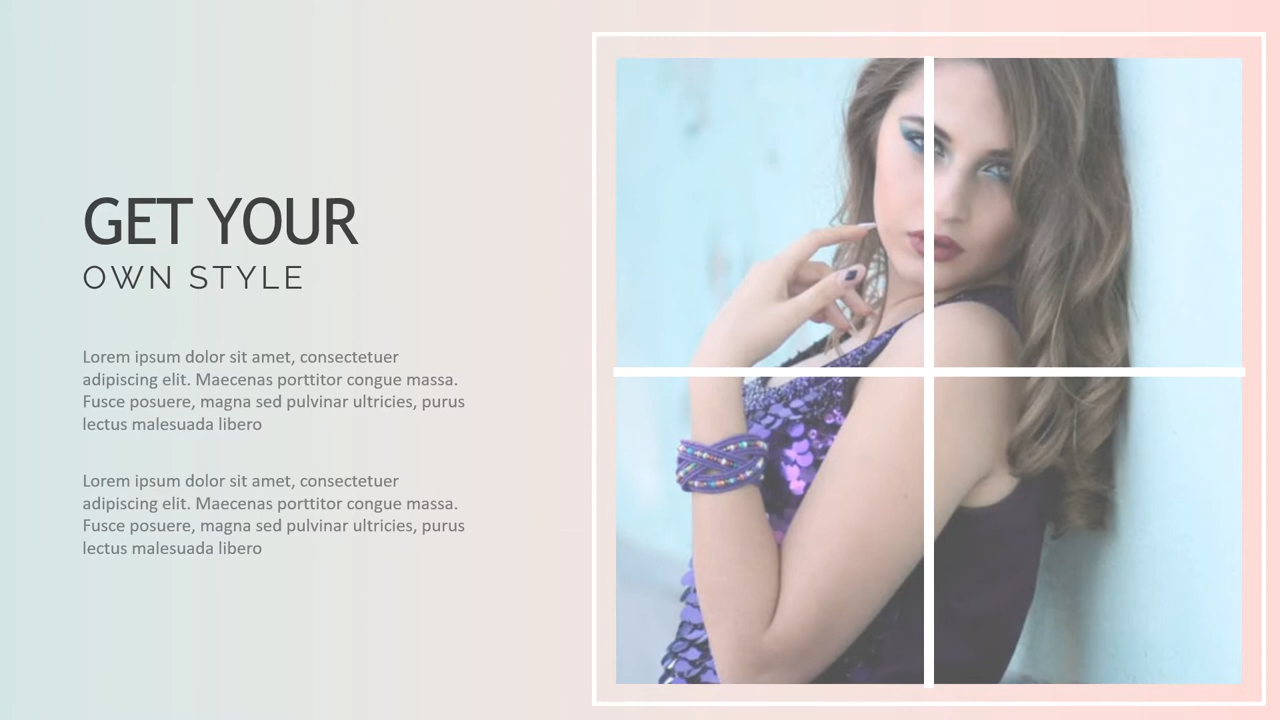 GET YOUR
OWN STYLE
Lorem ipsum dolor sit amet, consectetuer
adipiscing elit. Maecenas porttitor congue massa.
Fusce posuere, magna sed pulvinar ultricies, purus
lectus malesuada libero
Lorem ipsum dolor sit amet, consectetuer
adipiscing elit. Maecenas porttitor congue massa.
Fusce posuere, magna sed pulvinar ultricies, purus
lectus malesuada libero